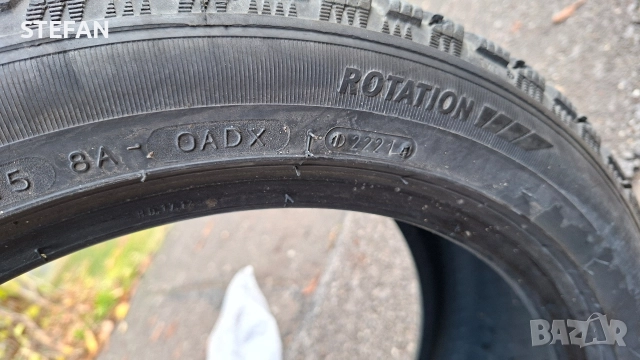 STEFAN
ROTATION
5 8A- OADX 2221
BAZAR